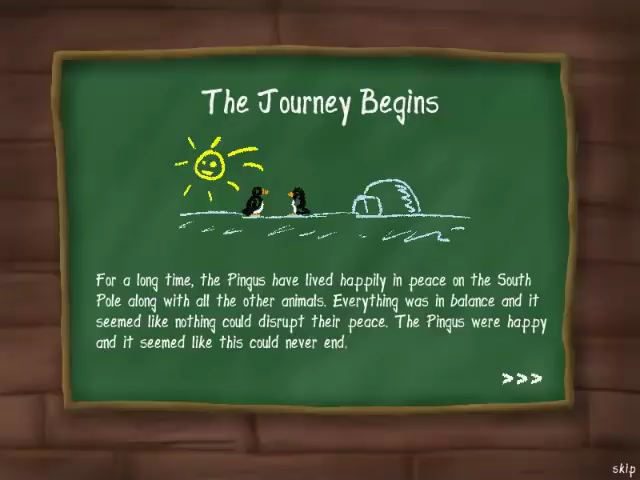 The Journey Begins
For a long time, the Pingus have lived happily in peace on the South
Pole along with all the other animals. Everything was in balance and it
seemed like nothing could disrupt their peace. The Pingus were happy
and it seemed like this could never end.
>>>
skip